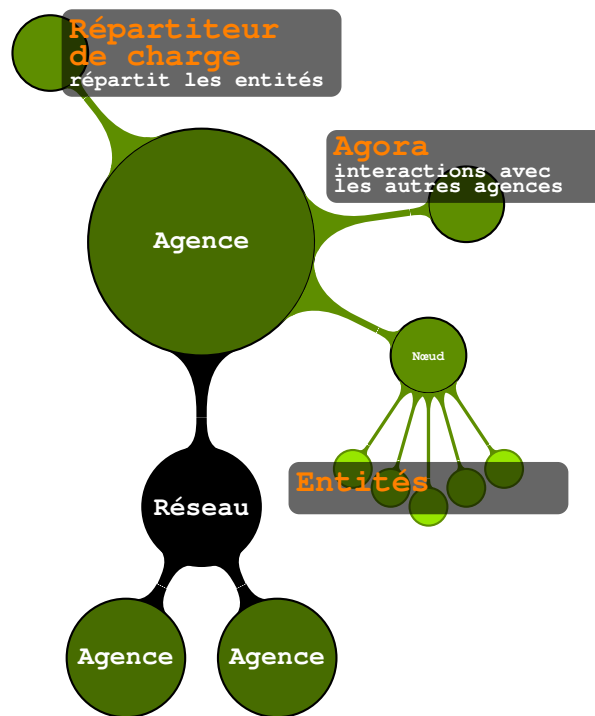 Répartiteur
de charge
répartit les entités
Agora
interactions avec
les autres agences
Agence
Nœud
Entités
Réseau
Agence
Agence